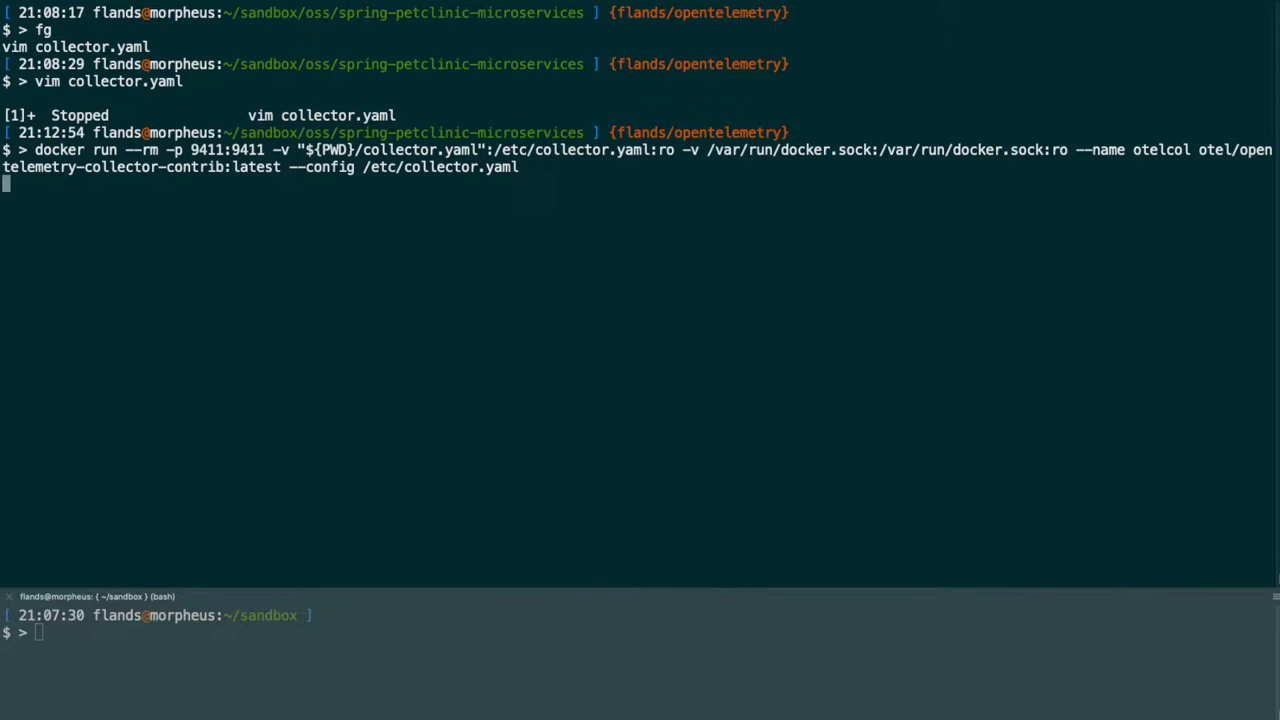 [ 21:08:17 flands@morpheus:~/sandbox/oss/spring-petclinic-microservices ] {flands/opentelemetry}
$ > fg
vim collector.yaml
[ 21:08:29 flands@morpheus:~/sandbox/oss/spring-petclinic-microservices ] {flands/opentelemetry}
$ > vim collector.yaml
[1]+  Stopped                 vim collector.yaml
[ 21:12:54 flands@morpheus:~/sandbox/oss/spring-petclinic-microservices ] {flands/opentelemetry}
$ > docker run --rm -p 9411:9411 -v "${PWD}/collector.yaml":/etc/collector.yaml:ro -v /var/run/docker.sock:/var/run/docker.sock:ro --name otelcol otel/open
telemetry-collector-contrib:latest --config /etc/collector.yaml
flands@morpheus: { ~/sandbox } (bash)
[ 21:07:30 flands@morpheus:~/sandbox ]
$ >